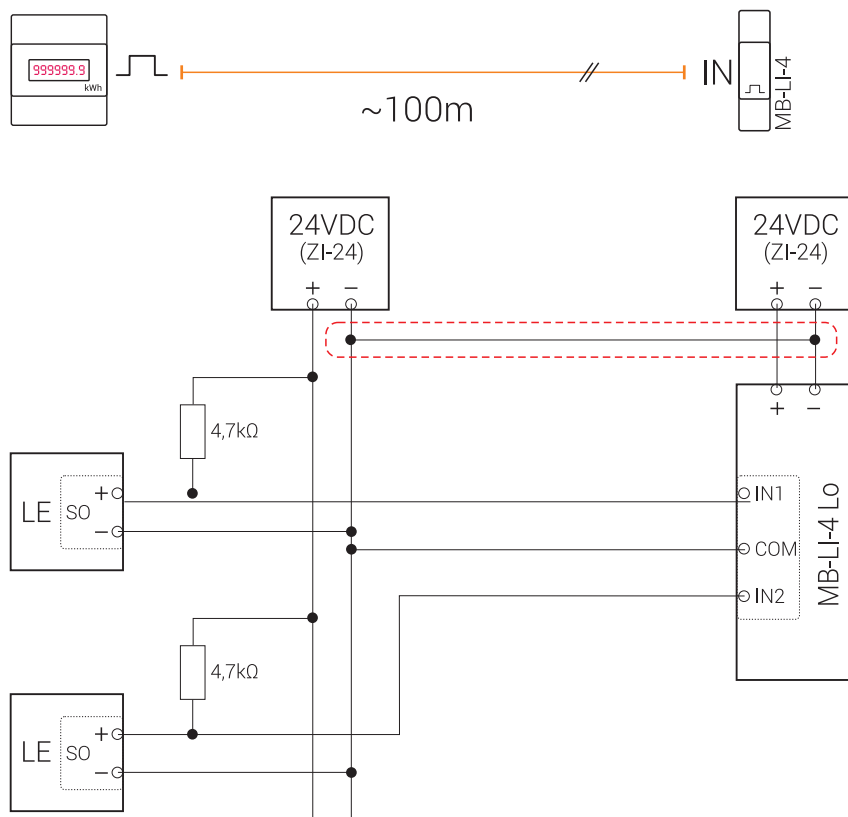 999999.9
kWh
~100m
IN
MB-LI-4
24VDC
(ZI-24)
+ −
24VDC
(ZI-24)
+ −
+ −
4,7kΩ
LE
SO
+
−
IN1
COM
IN2
MB-LI-4 Lo
4,7kΩ
LE
SO
+
−